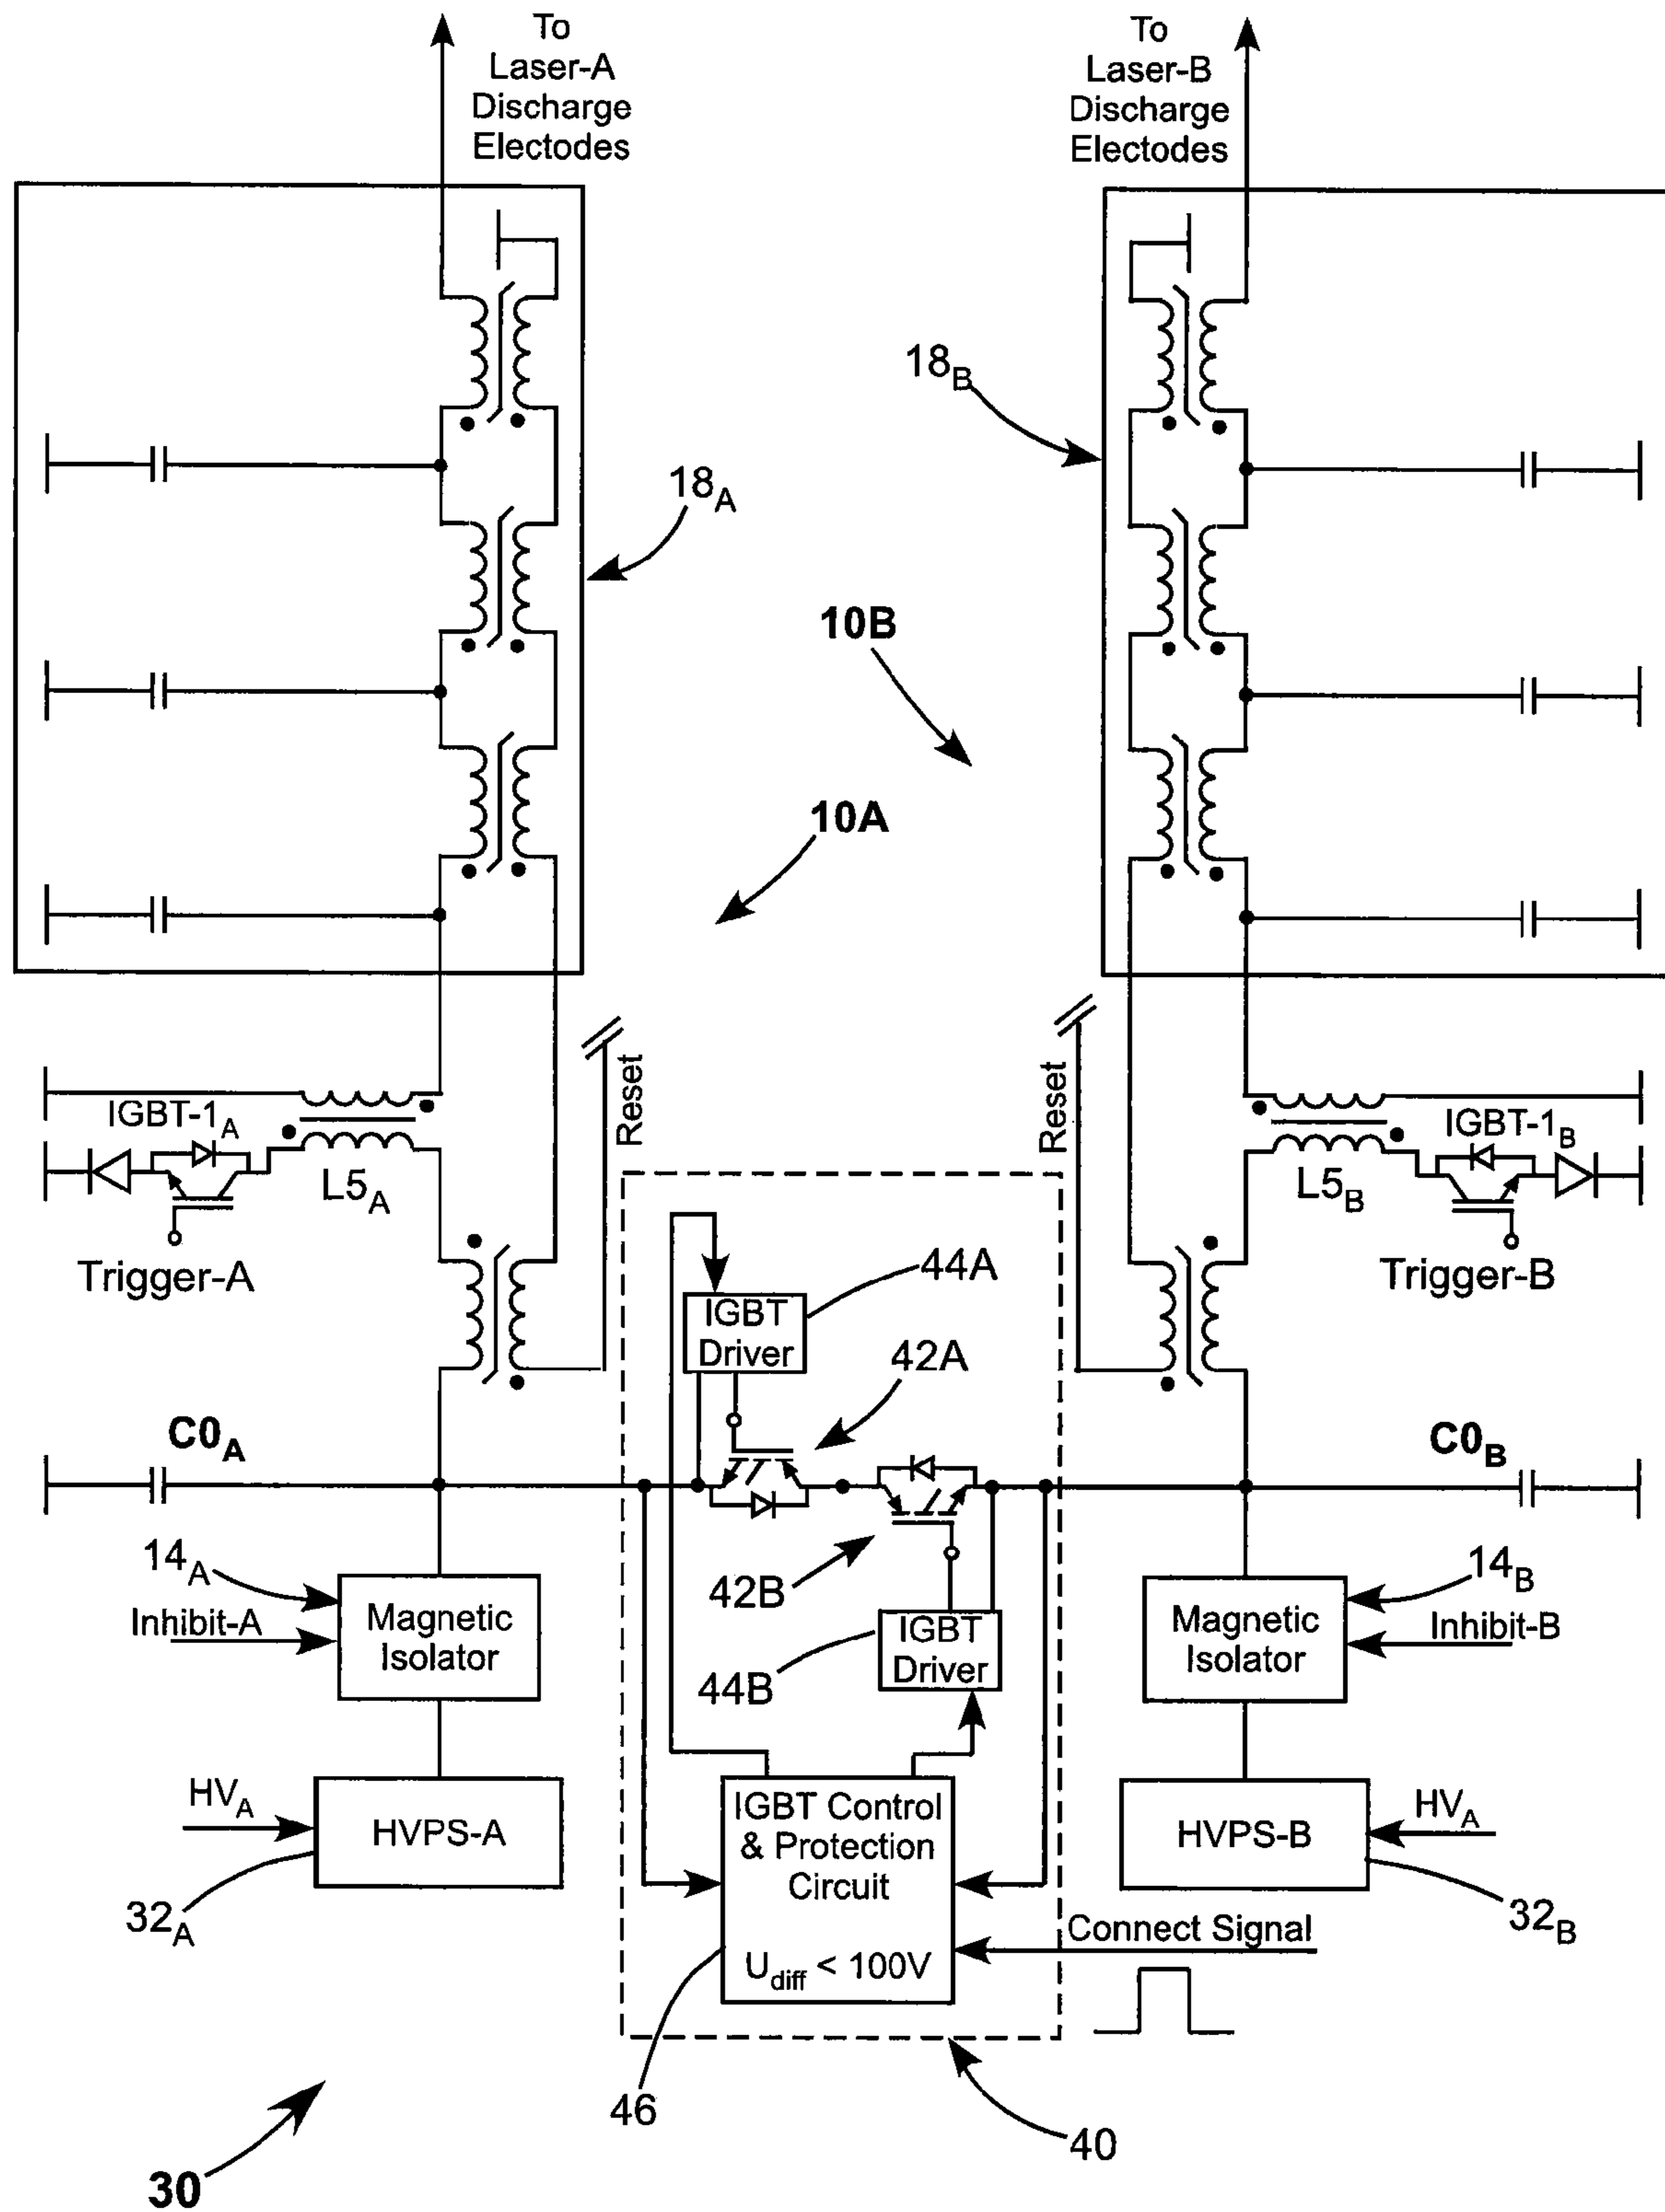 To
Laser-A
Discharge
Electodes
To
Laser-B
Discharge
Electodes
18B
18A
10B
10A
Reset
Reset
IGBT-1A
L5A
Trigger-A
IGBT-1B
L5B
Trigger-B
IGBT
Driver
44A
42A
C0A
C0B
14A
Inhibit-A
Magnetic
Isolator
42B
IGBT
Driver
44B
14B
Inhibit-B
Magnetic
Isolator
HVA
HVPS-A
32A
IGBT Control
& Protection
Circuit
Udiff < 100V
HVPS-B
HVA
32B
Connect Signal
46
40
30